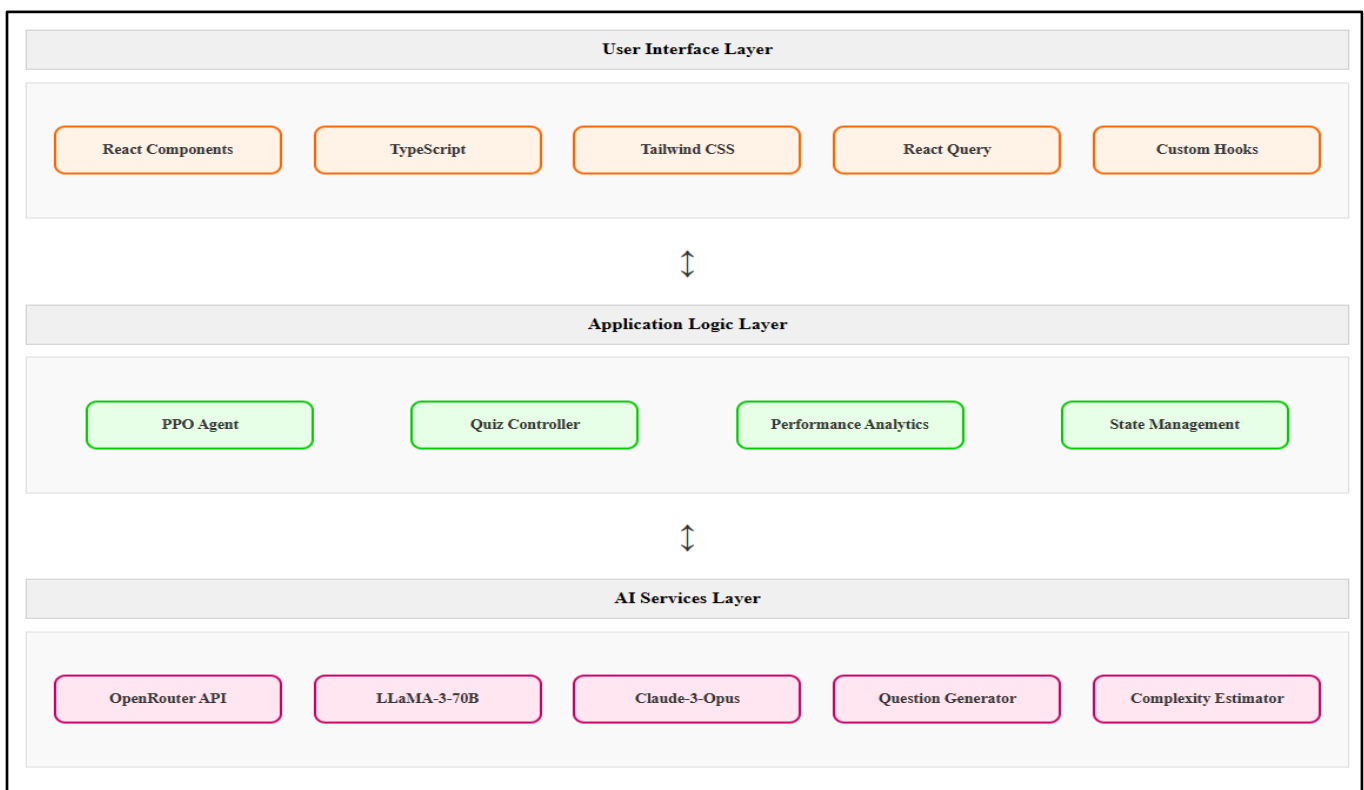 User Interface Layer
React Components
TypeScript
Tailwind CSS
React Query
Custom Hooks
↕
Application Logic Layer
PPO Agent
Quiz Controller
Performance Analytics
State Management
↕
AI Services Layer
OpenRouter API
LLaMA-3-70B
Claude-3-Opus
Question Generator
Complexity Estimator